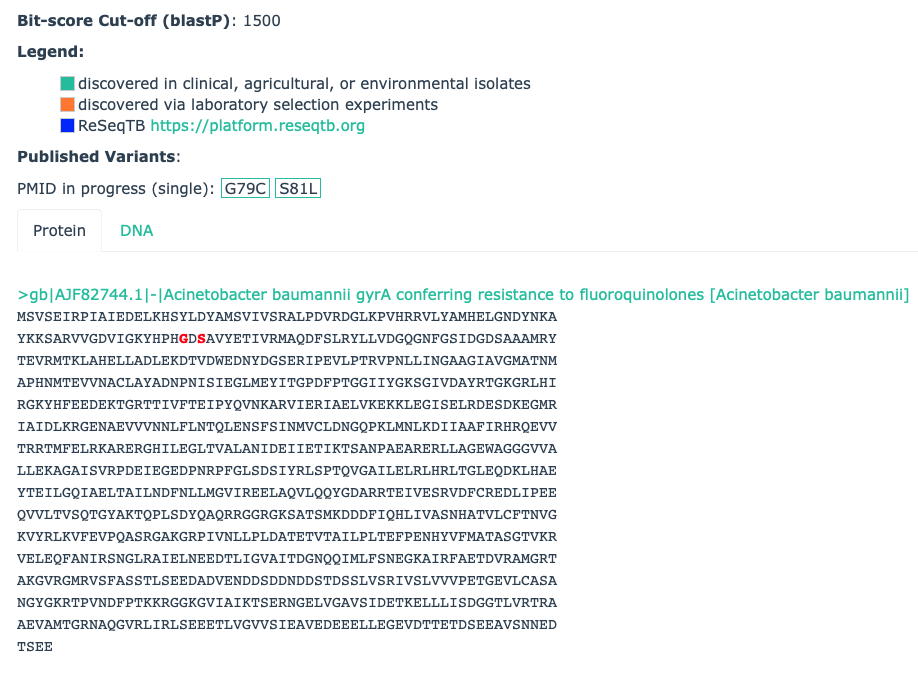 Bit-score Cut-off (blastP): 1500
Legend:
discovered in clinical, agricultural, or environmental isolates
discovered via laboratory selection experiments
ReSeqTB https://platform.reseqtb.org
Published Variants:
PMID in progress (single): G79C S81L
Protein DNA
>gb|AJF82744.1|-|Acinetobacter baumannii gyrA conferring resistance to fluoroquinolones [Acinetobacter baumannii]
MSVSEIRPIAIEDELKHSYLDYAMSVIVSRALPDVRDGLKPVHRRVLYAMHELGNDYNKA
YKKSARVVGDVIGKYHPHGDSAVYETIVRMAQDFSLRYLLVDGQGNFGSIDGDSAAAMRY
TEVRMTKLAHELLADLEKDTVDWEDNYDGSERIPEVLPTRVPNLLINGAAGIAVGMATNM
APHNMTEVVNACLAYADNPNISIEGLMEYITGPDFPTGGIIYGKSGIVDAYRTGKGRLHI
RGKYHFEEDEKTGRTTIVFTEIPYQVNKARVIERIAELVKEKKLEGISELRDESDKEGMR
IAIDLKRGENAEVVVNNLFLNTQLENSFSINMVCLDNGQPKLMNLKDIIAAFIRHRQEVV
TRRTMFELRKARERGHILEGLTVALANIDEIIETIKTSANPAEARERLLAGEWAGGGVVA
LLEKAGAISVRPDEIEGEDPNRPFGLSDSIYRLSPTQVGAILELRLHRLTGLEQDKLHAE
YTEILGQIAELTAILNDFNLLMGVIREELAQVLQQYGDARRTEIVESRVDFCREDLIPEE
QVVLTVSQTGYAKTQPLSDYQAQRRGGRGKSATSMKDDDFIQHLIVASNHATVLCFTNVG
KVYRLKVFEVPQASRGAKGRPIVNLLPLDATETVTAILPLTEFPENHYVFMATASGTVKR
VELEQFANIRSNGLRAIELNEEDTLIGVAITDGNQQIMLFSNEGKAIRFAETDVRAMGRT
AKGVRGMRVSFASSTLSEEDADVENDDSDDNDDSTDSSLVSRIVSLVVVPETGEVLCASA
NGYGKRTPVNDFPTKKRGGKGVIAIKTSERNGELVGAVSIDETKELLLISDGGTLVRTRA
AEVAMTGRNAQGVRLIRLSEEETLVGVVSIEAVEDEEELLEGEVDTTETDSEEAVSNNED
TSEE